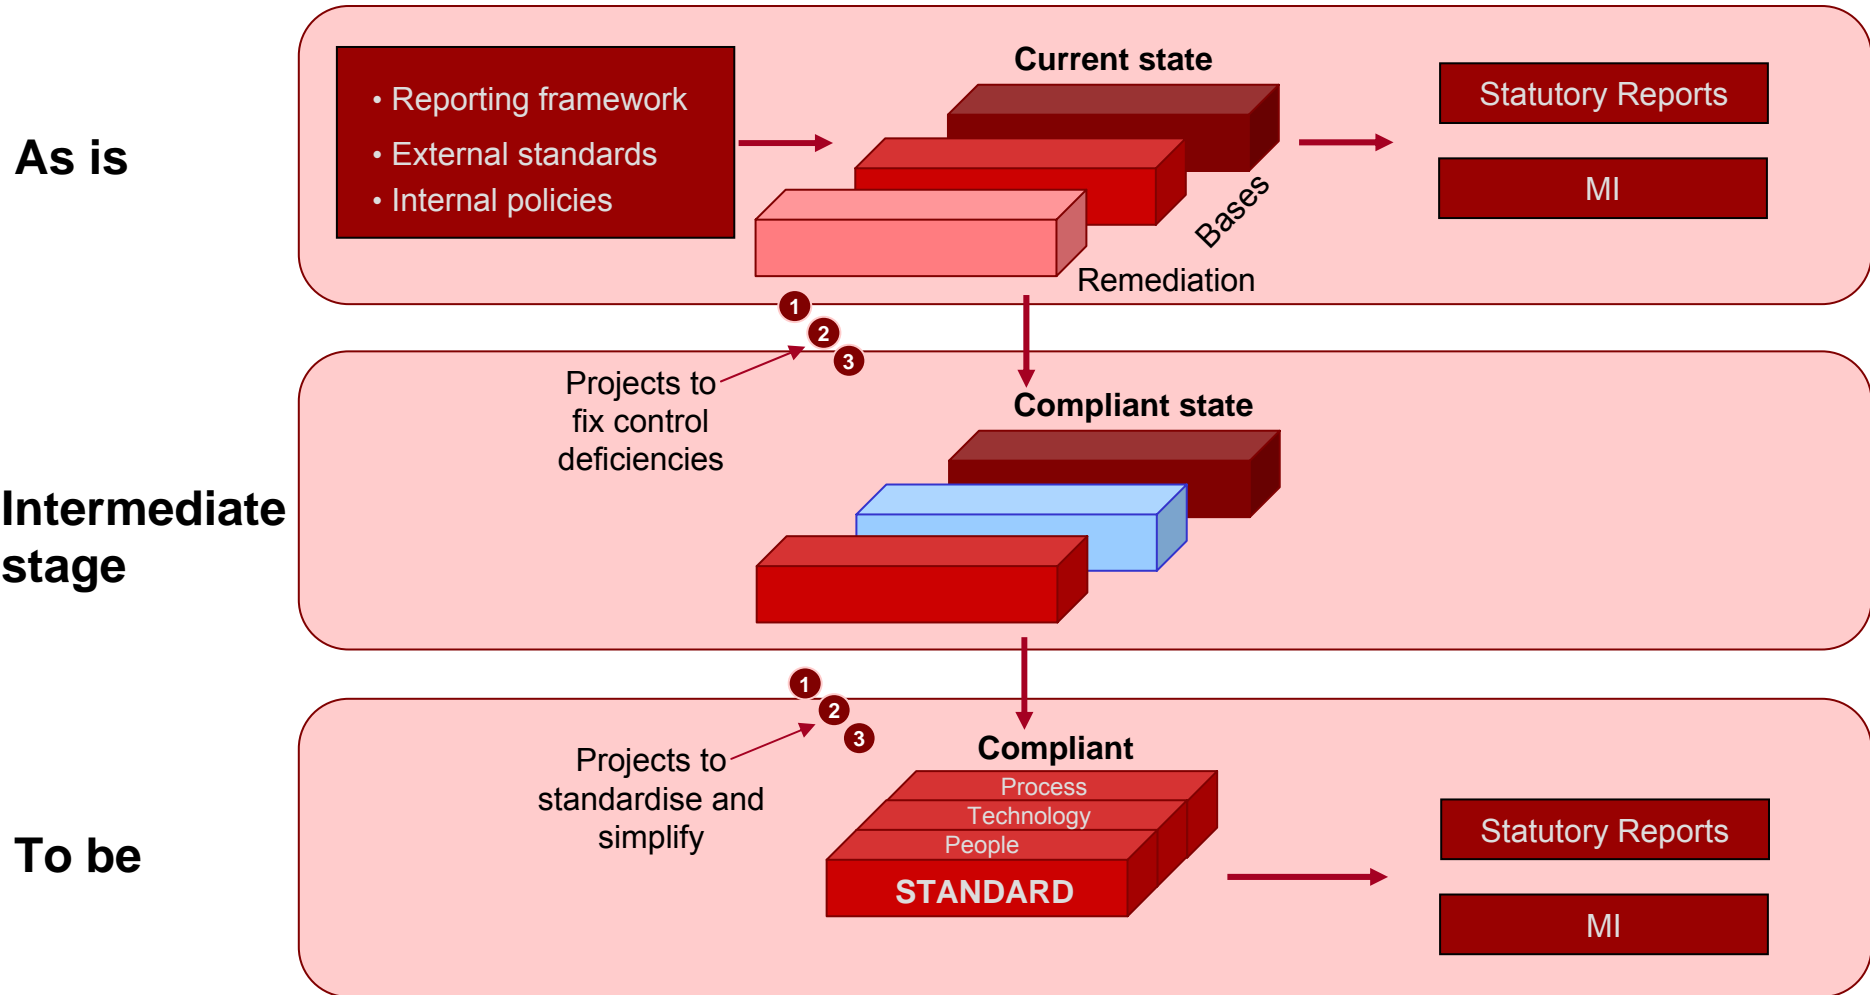 As is
• Reporting framework
• External standards
• Internal policies
Current state
Bases
Remediation
Statutory Reports
MI
1
2
3
Projects to
fix control
deficiencies
Intermediate
stage
Compliant state
1
2
3
Projects to
standardise and
simplify
To be
Compliant
Process
Technology
People
STANDARD
Statutory Reports
MI